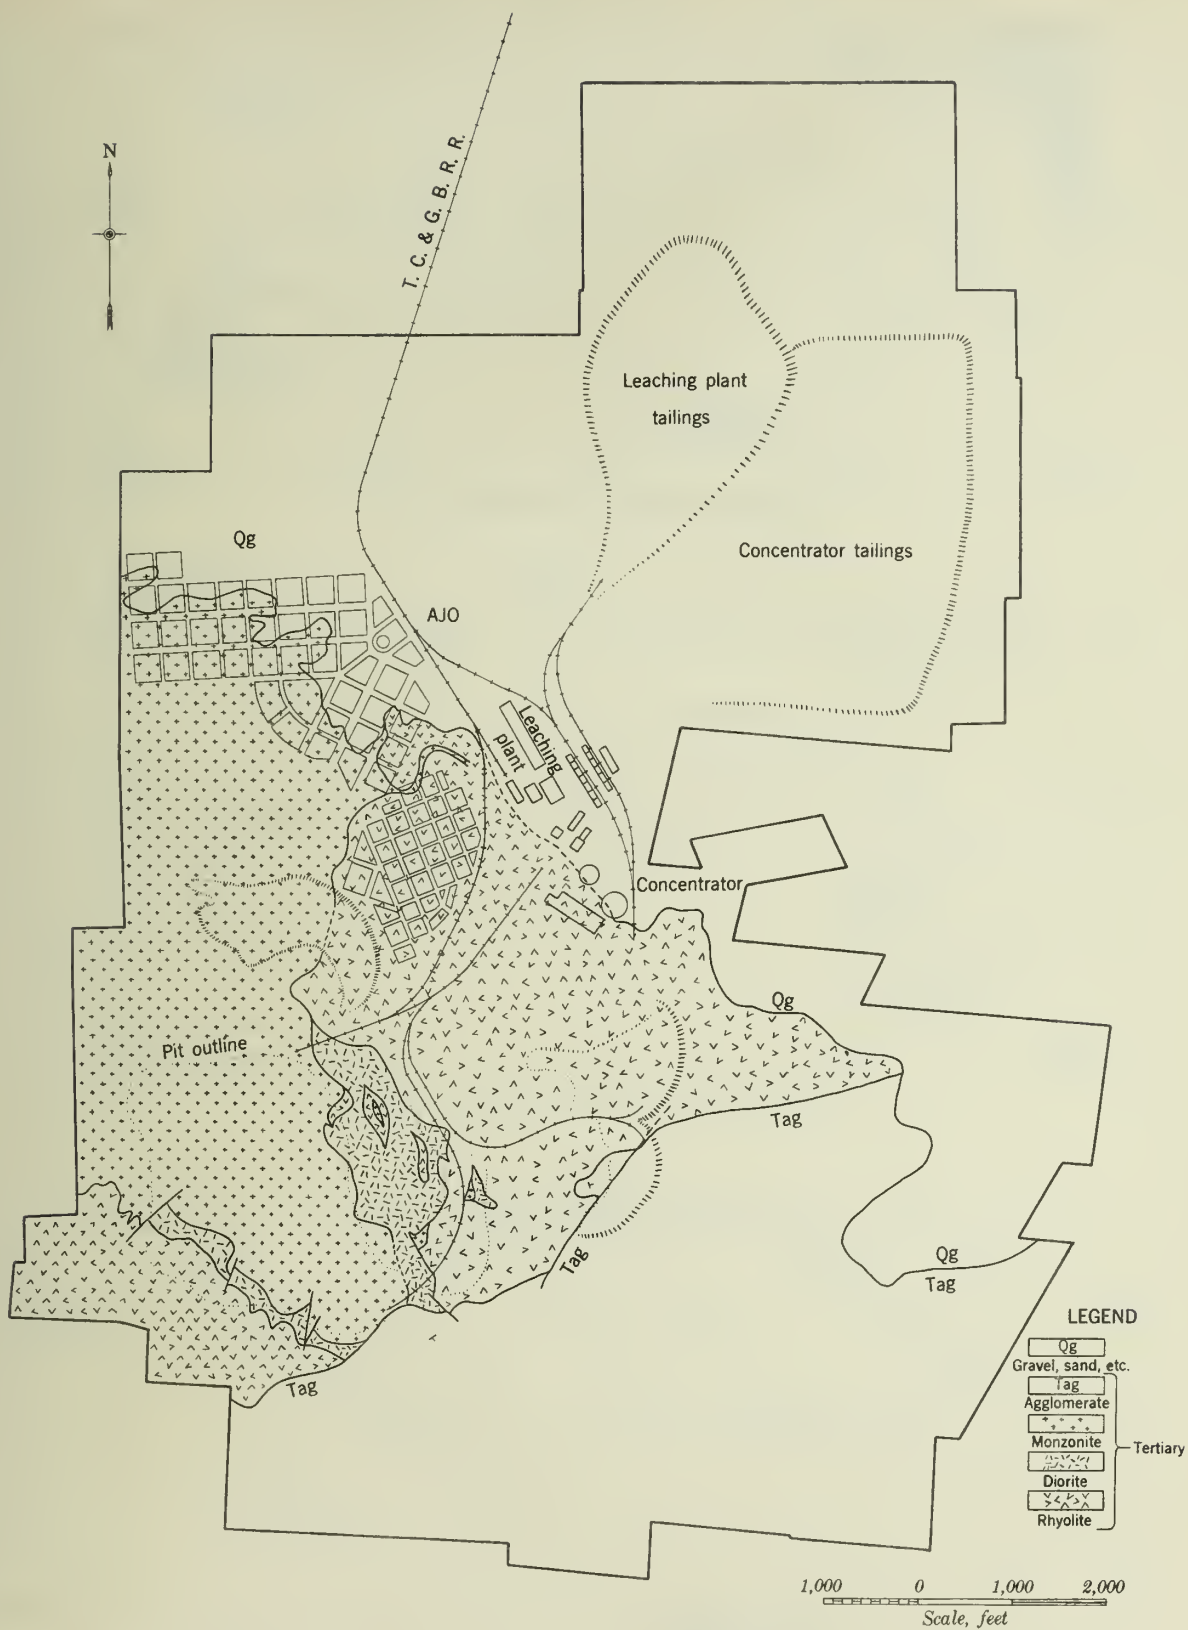 N
T. C. & G. B. R. R.
Leaching plant
tailings
Concentrator tailings
Qg
AJO
Leaching
plant
Concentrator
Qg
Pit outline
Tag
Tag
Qg
Tag
Tag
LEGEND
Qg
Gravel, sand, etc.
Tag
Agglomerate
Monzonite
Tertiary
Diorite
Rhyolite
1,000 0 1,000 2,000
Scale, feet